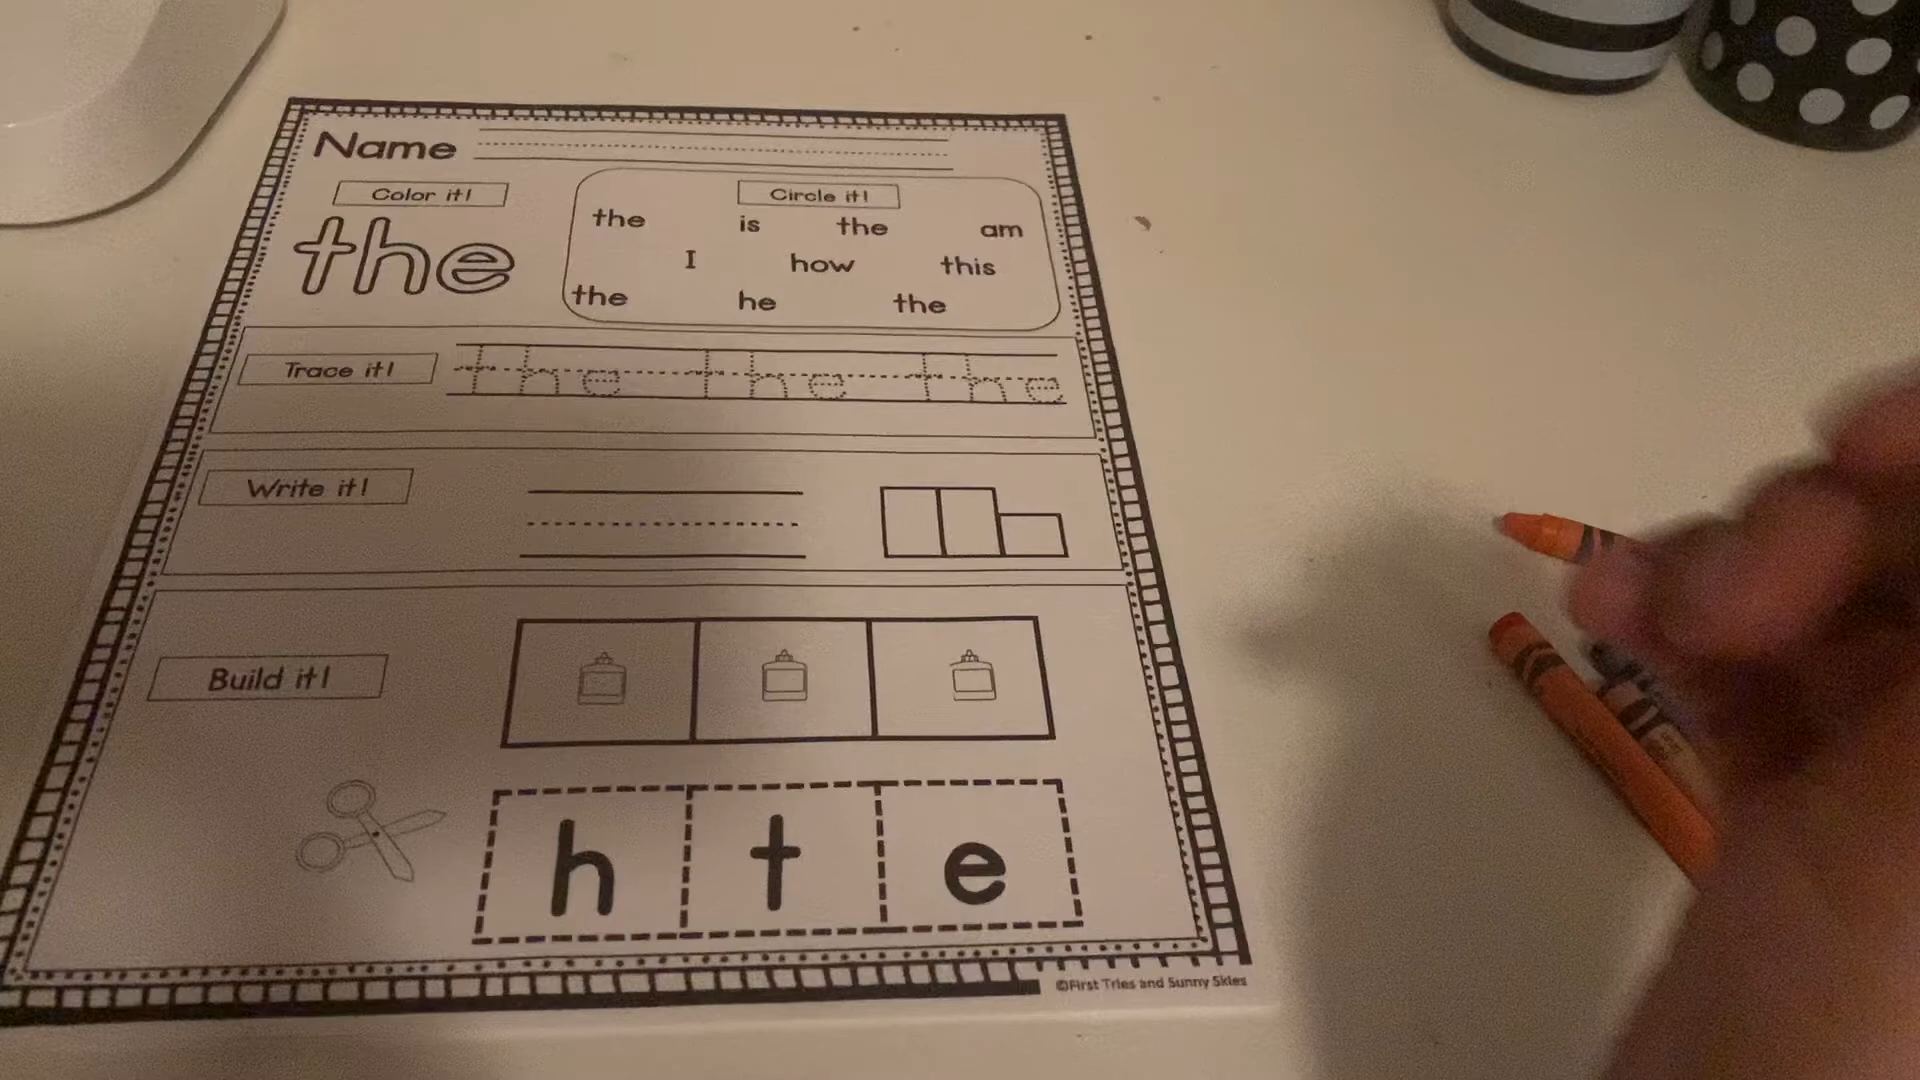 Name
Color it!
the
Circle it!
the is the am
I how this
the he the
Trace it!
the the the
Write it!
Build it!
h t e
©First Tries and Sunny Skies